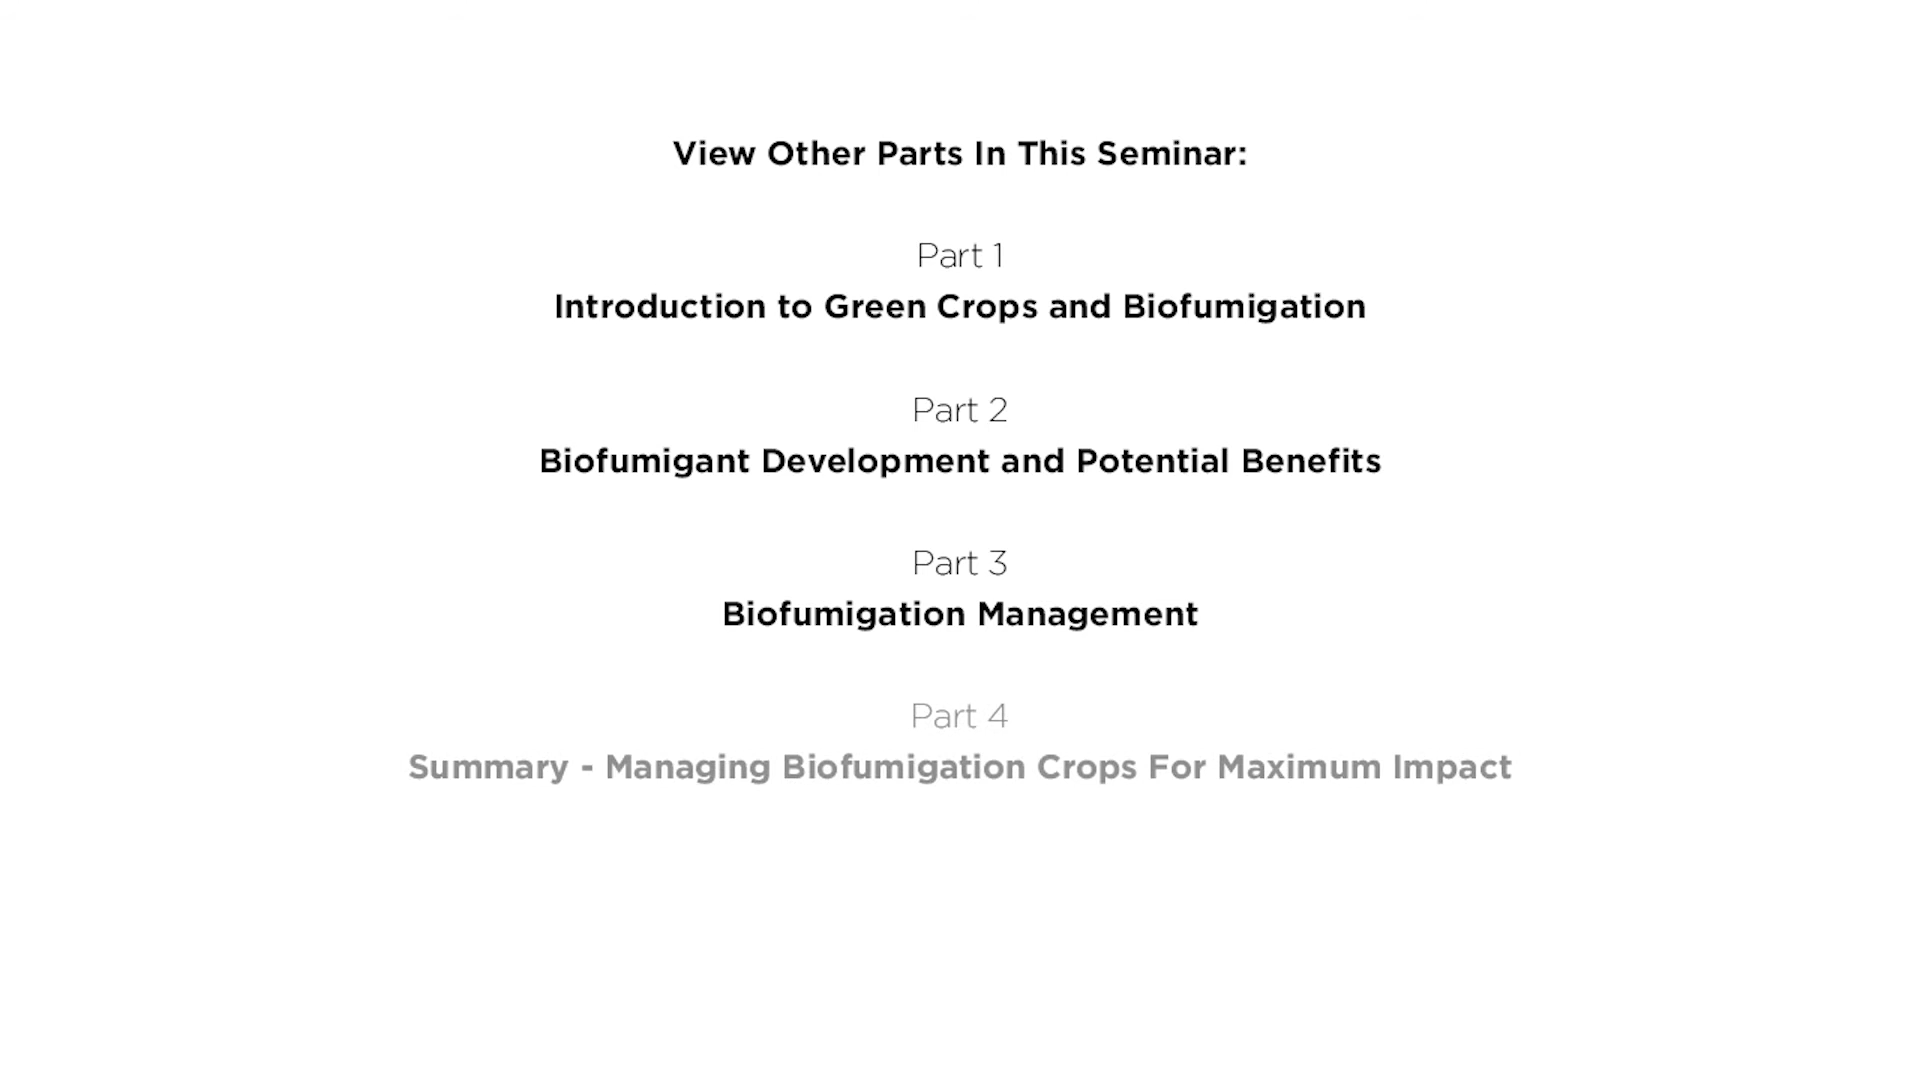 View Other Parts In This Seminar:
Part 1
Introduction to Green Crops and Biofumigation
Part 2
Biofumigant Development and Potential Benefits
Part 3
Biofumigation Management
Part 4
Summary - Managing Biofumigation Crops For Maximum Impact